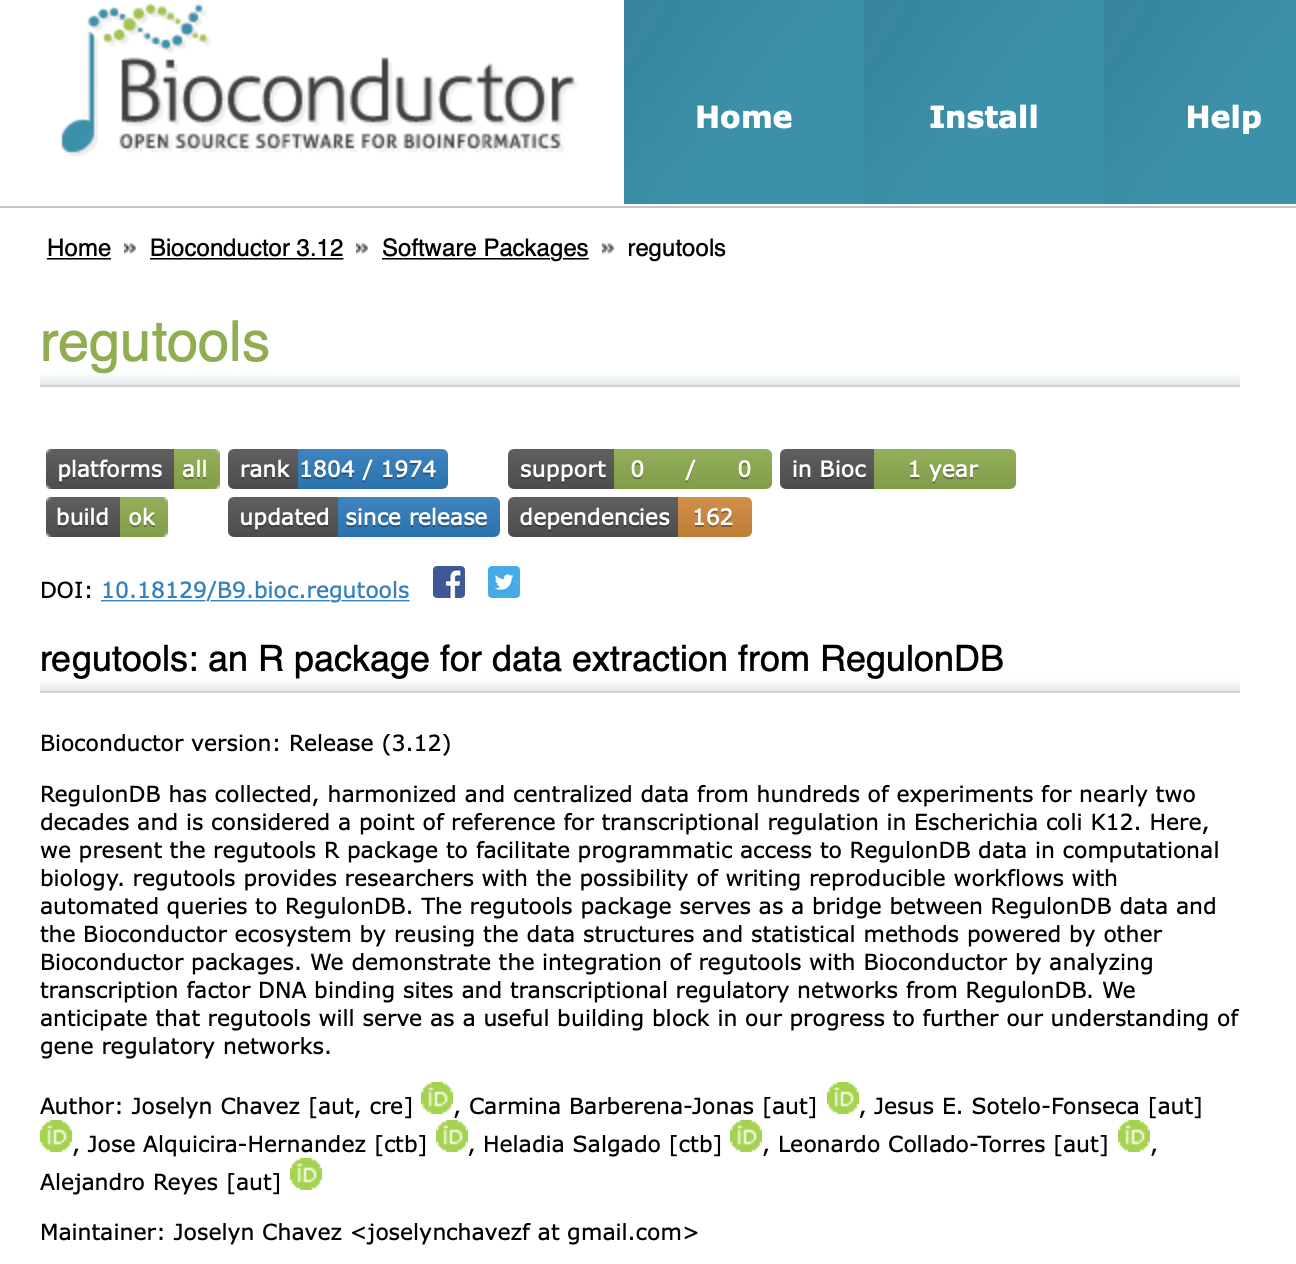 Bioconductor
OPEN SOURCE SOFTWARE FOR BIOINFORMATICS
Home Install Help
Home » Bioconductor 3.12 » Software Packages » regutools
regutools
platforms all rank 1804 / 1974 support 0 / 0 in Bioc 1 year
build ok updated since release dependencies 162
DOI: 10.18129/B9.bioc.regutools
regutools: an R package for data extraction from RegulonDB
Bioconductor version: Release (3.12)
RegulonDB has collected, harmonized and centralized data from hundreds of experiments for nearly two
decades and is considered a point of reference for transcriptional regulation in Escherichia coli K12. Here,
we present the regutools R package to facilitate programmatic access to RegulonDB data in computational
biology. regutools provides researchers with the possibility of writing reproducible workflows with
automated queries to RegulonDB. The regutools package serves as a bridge between RegulonDB data and
the Bioconductor ecosystem by reusing the data structures and statistical methods powered by other
Bioconductor packages. We demonstrate the integration of regutools with Bioconductor by analyzing
transcription factor DNA binding sites and transcriptional regulatory networks from RegulonDB. We
anticipate that regutools will serve as a useful building block in our progress to further our understanding of
gene regulatory networks.
Author: Joselyn Chavez [aut, cre] iD, Carmina Barberena-Jonas [aut] iD, Jesus E. Sotelo-Fonseca [aut]
iD, Jose Alquicira-Hernandez [ctb] iD, Heladia Salgado [ctb] iD, Leonardo Collado-Torres [aut] iD,
Alejandro Reyes [aut] iD
Maintainer: Joselyn Chavez <joselynchavezf at gmail.com>